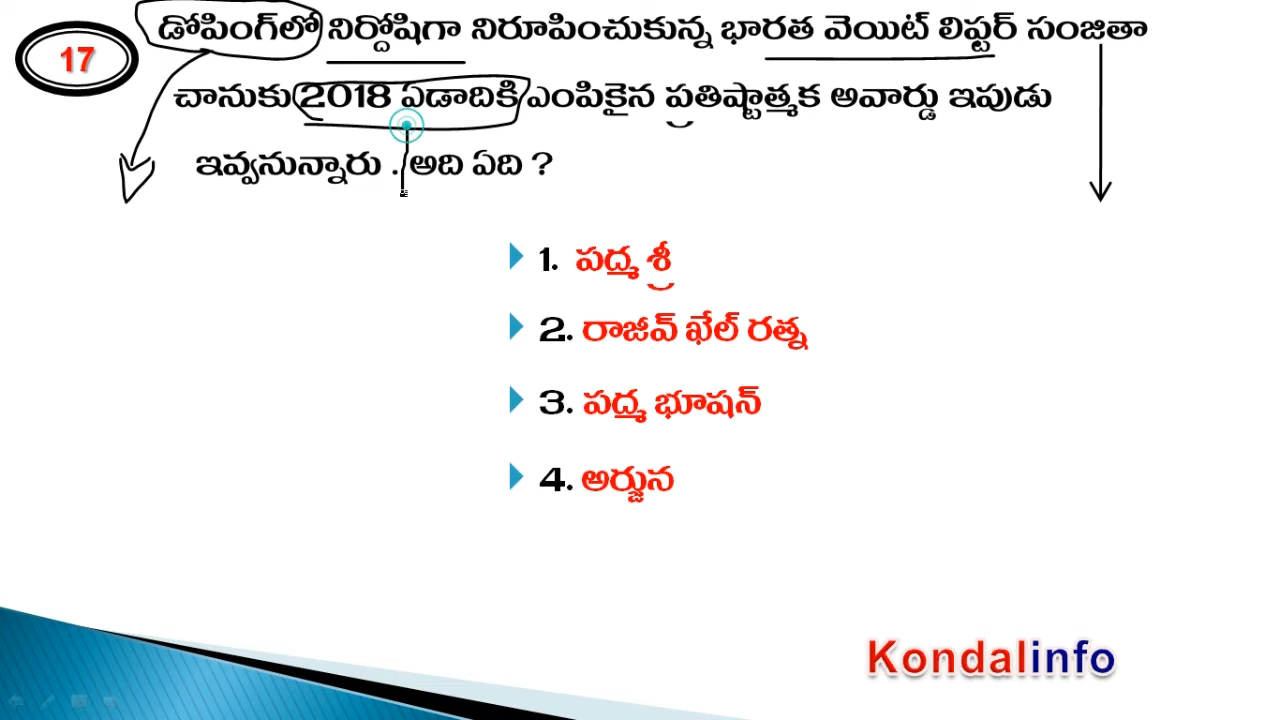 17
డోపింగ్‌లో నిర్దోషిగా నిరూపించుకున్న భారత వెయిట్ లిఫ్టర్ సంజితా
చానుకు 2018 ఏడాదికి ఎంపికైన ప్రతిష్టాత్మక అవార్డు ఇపుడు
ఇవ్వనున్నారు . అది ఏది ?
1. పద్మ శ్రీ
2. రాజీవ్ ఖేల్ రత్న
3. పద్మ భూషన్
4. అర్జున
Kondalinfo